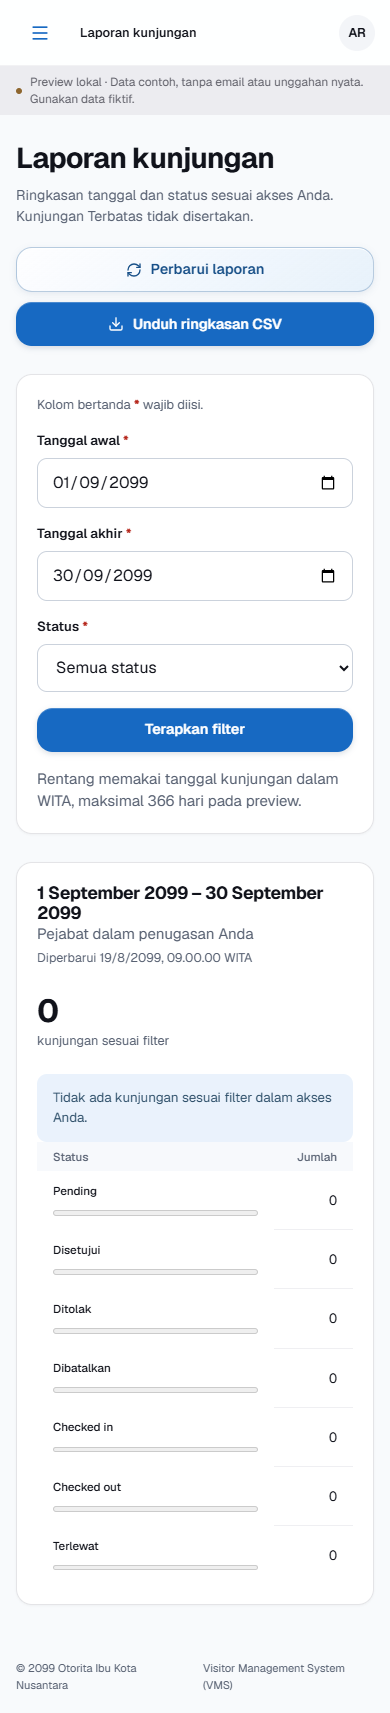 Laporan kunjungan
AR
Preview lokal · Data contoh, tanpa email atau unggahan nyata.
Gunakan data fiktif.
Laporan kunjungan
Ringkasan tanggal dan status sesuai akses Anda.
Kunjungan Terbatas tidak disertakan.
Perbarui laporan
Unduh ringkasan CSV
Kolom bertanda * wajib diisi.
Tanggal awal *
01/09/2099
Tanggal akhir *
30/09/2099
Status *
Semua status
Terapkan filter
Rentang memakai tanggal kunjungan dalam
WITA, maksimal 366 hari pada preview.
1 September 2099 – 30 September
2099
Pejabat dalam penugasan Anda
Diperbarui 19/8/2099, 09.00.00 WITA
0
kunjungan sesuai filter
Tidak ada kunjungan sesuai filter dalam akses
Anda.
Status Jumlah
Pending 0
Disetujui 0
Ditolak 0
Dibatalkan 0
Checked in 0
Checked out 0
Terlewat 0
© 2099 Otorita Ibu Kota
Nusantara
Visitor Management System
(VMS)